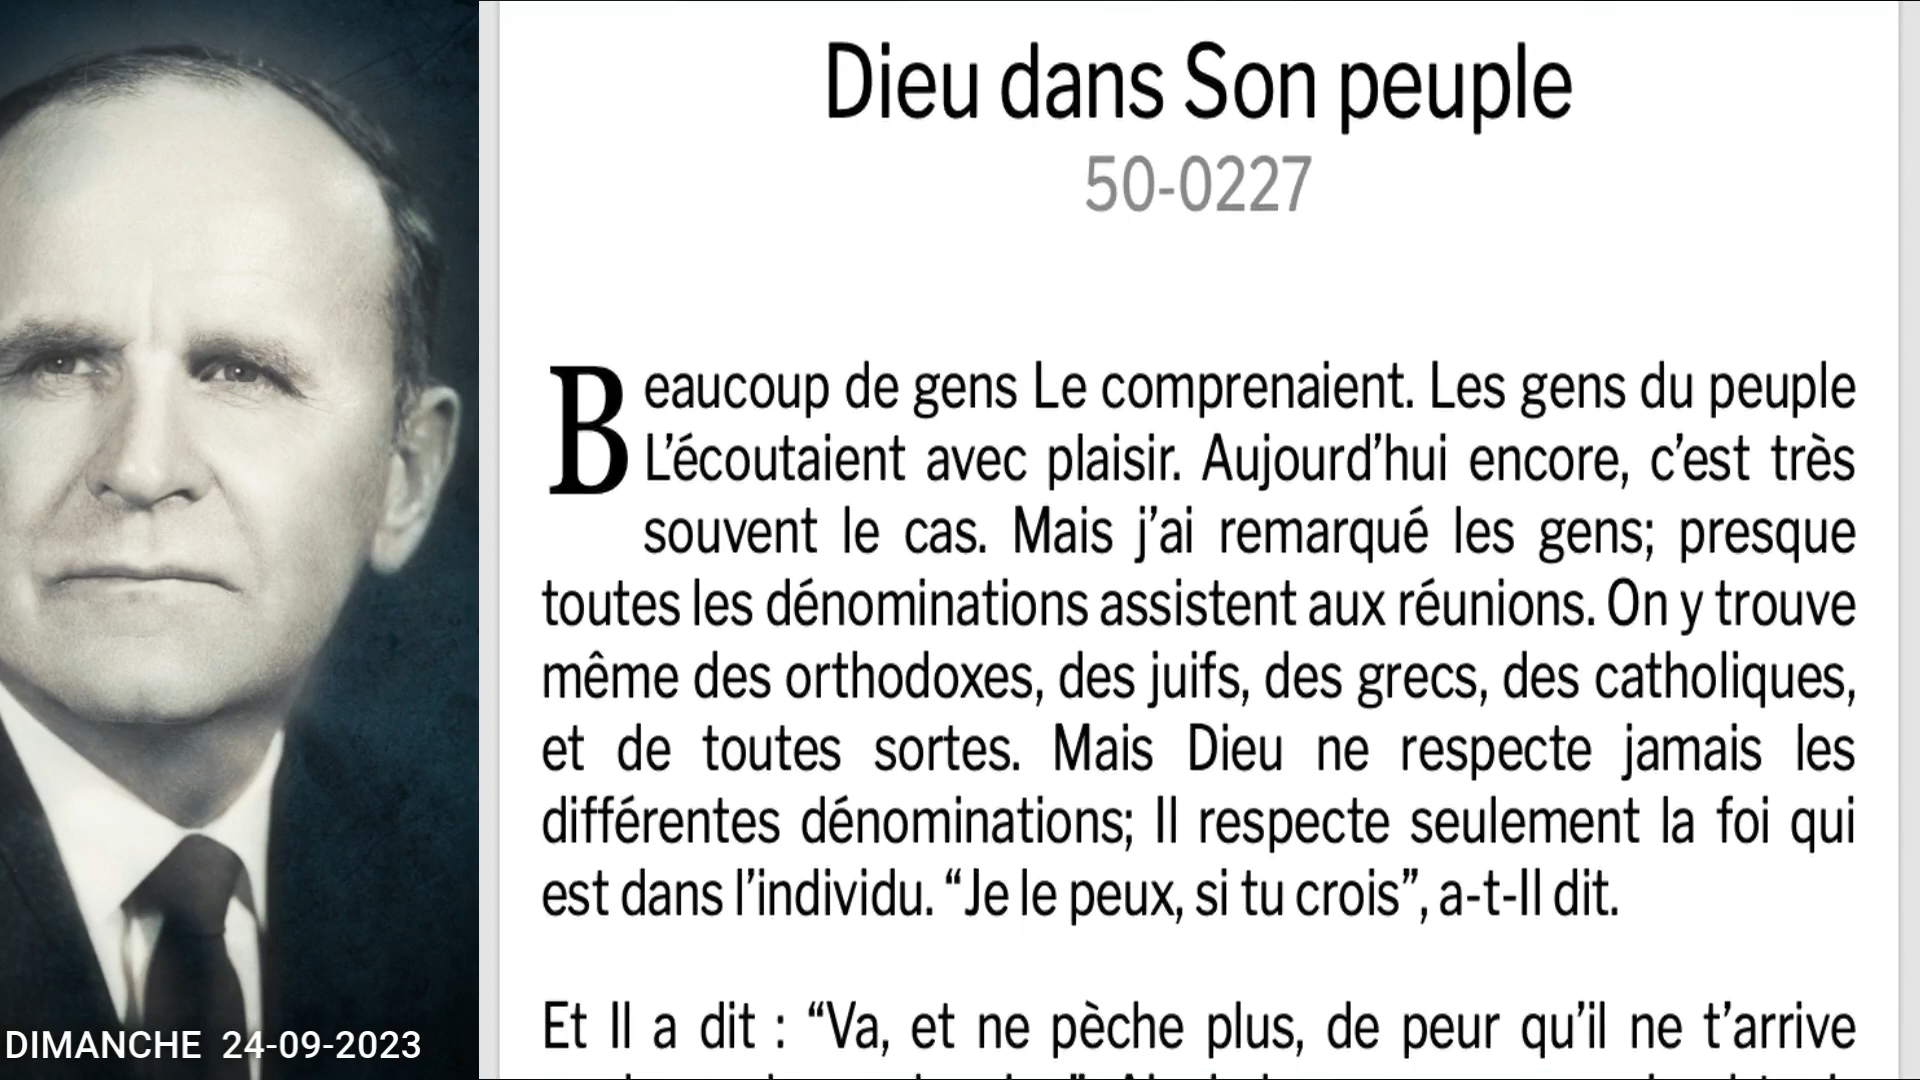 Dieu dans Son peuple
50-0227
Beaucoup de gens Le comprenaient. Les gens du peuple
L’écoutaient avec plaisir. Aujourd’hui encore, c’est très
souvent le cas. Mais j’ai remarqué les gens; presque
toutes les dénominations assistent aux réunions. On y trouve
même des orthodoxes, des juifs, des grecs, des catholiques,
et de toutes sortes. Mais Dieu ne respecte jamais les
différentes dénominations; Il respecte seulement la foi qui
est dans l’individu. “Je le peux, si tu crois”, a-t-Il dit.
Et Il a dit : “Va, et ne pèche plus, de peur qu’il ne t’arrive
DIMANCHE 24-09-2023